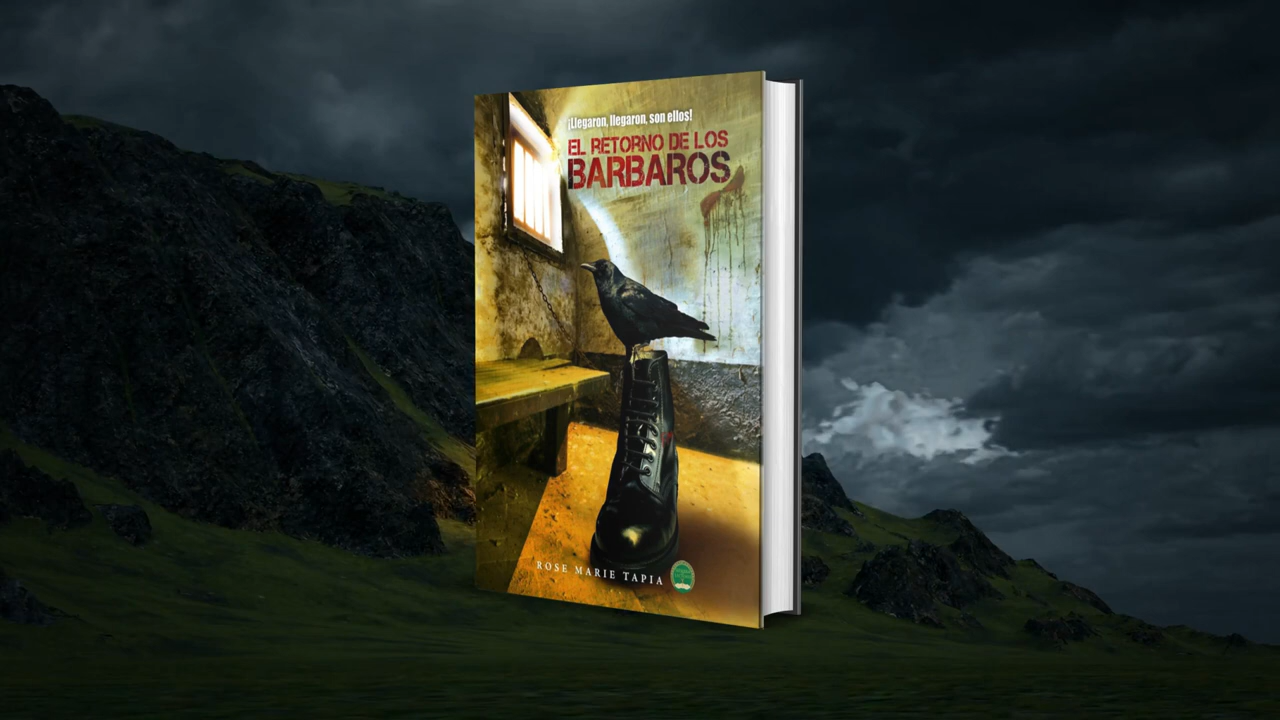 ¡Llegaron, llegaron, son ellos!
EL RETORNO DE LOS
BARBAROS
ROSE MARIE TAPIA